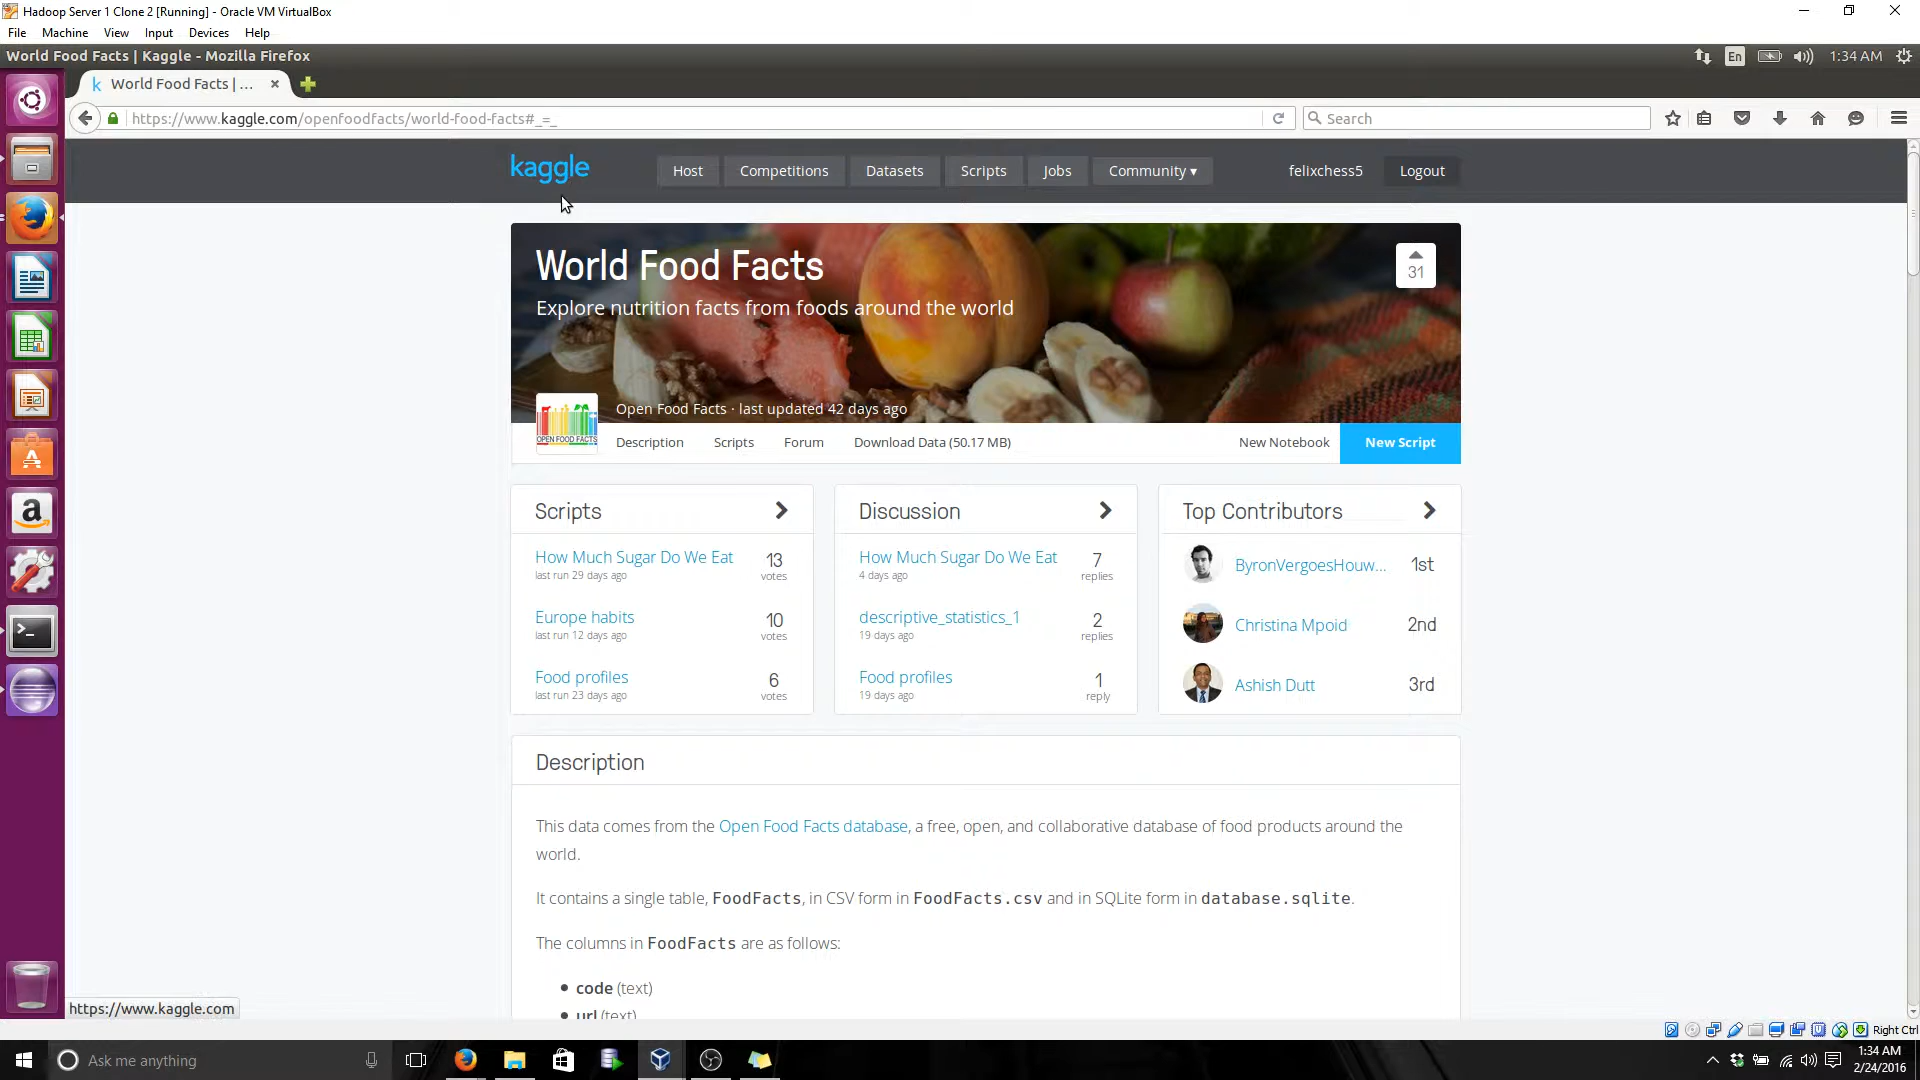 Hadoop Server 1 Clone 2 [Running] - Oracle VM VirtualBox
File Machine View Input Devices Help
World Food Facts | Kaggle - Mozilla Firefox
En
1:34 AM
k World Food Facts | ...
https://www.kaggle.com/openfoodfacts/world-food-facts#_=_
Search
kaggle
Host Competitions Datasets Scripts Jobs Community ▾ felixchess5 Logout
World Food Facts
31
Explore nutrition facts from foods around the world
OPEN FOOD FACTS
Open Food Facts · last updated 42 days ago
Description Scripts Forum Download Data (50.17 MB) New Notebook New Script
Scripts
How Much Sugar Do We Eat 13
last run 29 days ago votes
Europe habits 10
last run 12 days ago votes
Food profiles 6
last run 23 days ago votes
Discussion
How Much Sugar Do We Eat 7
4 days ago replies
descriptive_statistics_1 2
19 days ago replies
Food profiles 1
19 days ago reply
Top Contributors
ByronVergoesHouw... 1st
Christina Mpoid 2nd
Ashish Dutt 3rd
Description
This data comes from the Open Food Facts database, a free, open, and collaborative database of food products around the
world.
It contains a single table, FoodFacts, in CSV form in FoodFacts.csv and in SQLite form in database.sqlite.
The columns in FoodFacts are as follows:
• code (text)
• url (text)
https://www.kaggle.com
Right Ctrl
Ask me anything
1:34 AM
2/24/2016